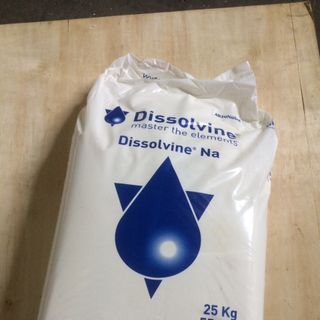 Dissolvine
master the elements
Dissolvine® Na
25 Kg